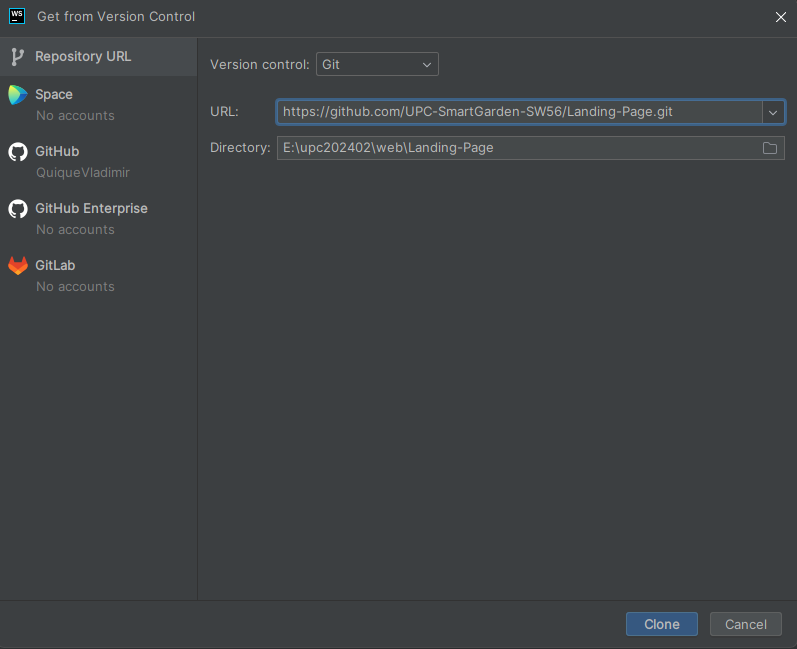 WS
Get from Version Control
Repository URL
Space
No accounts
GitHub
QuiqueVladimir
GitHub Enterprise
No accounts
GitLab
No accounts
Version control: Git
URL: https://github.com/UPC-SmartGarden-SW56/Landing-Page.git
Directory: E:\upc202402\web\Landing-Page
Clone Cancel